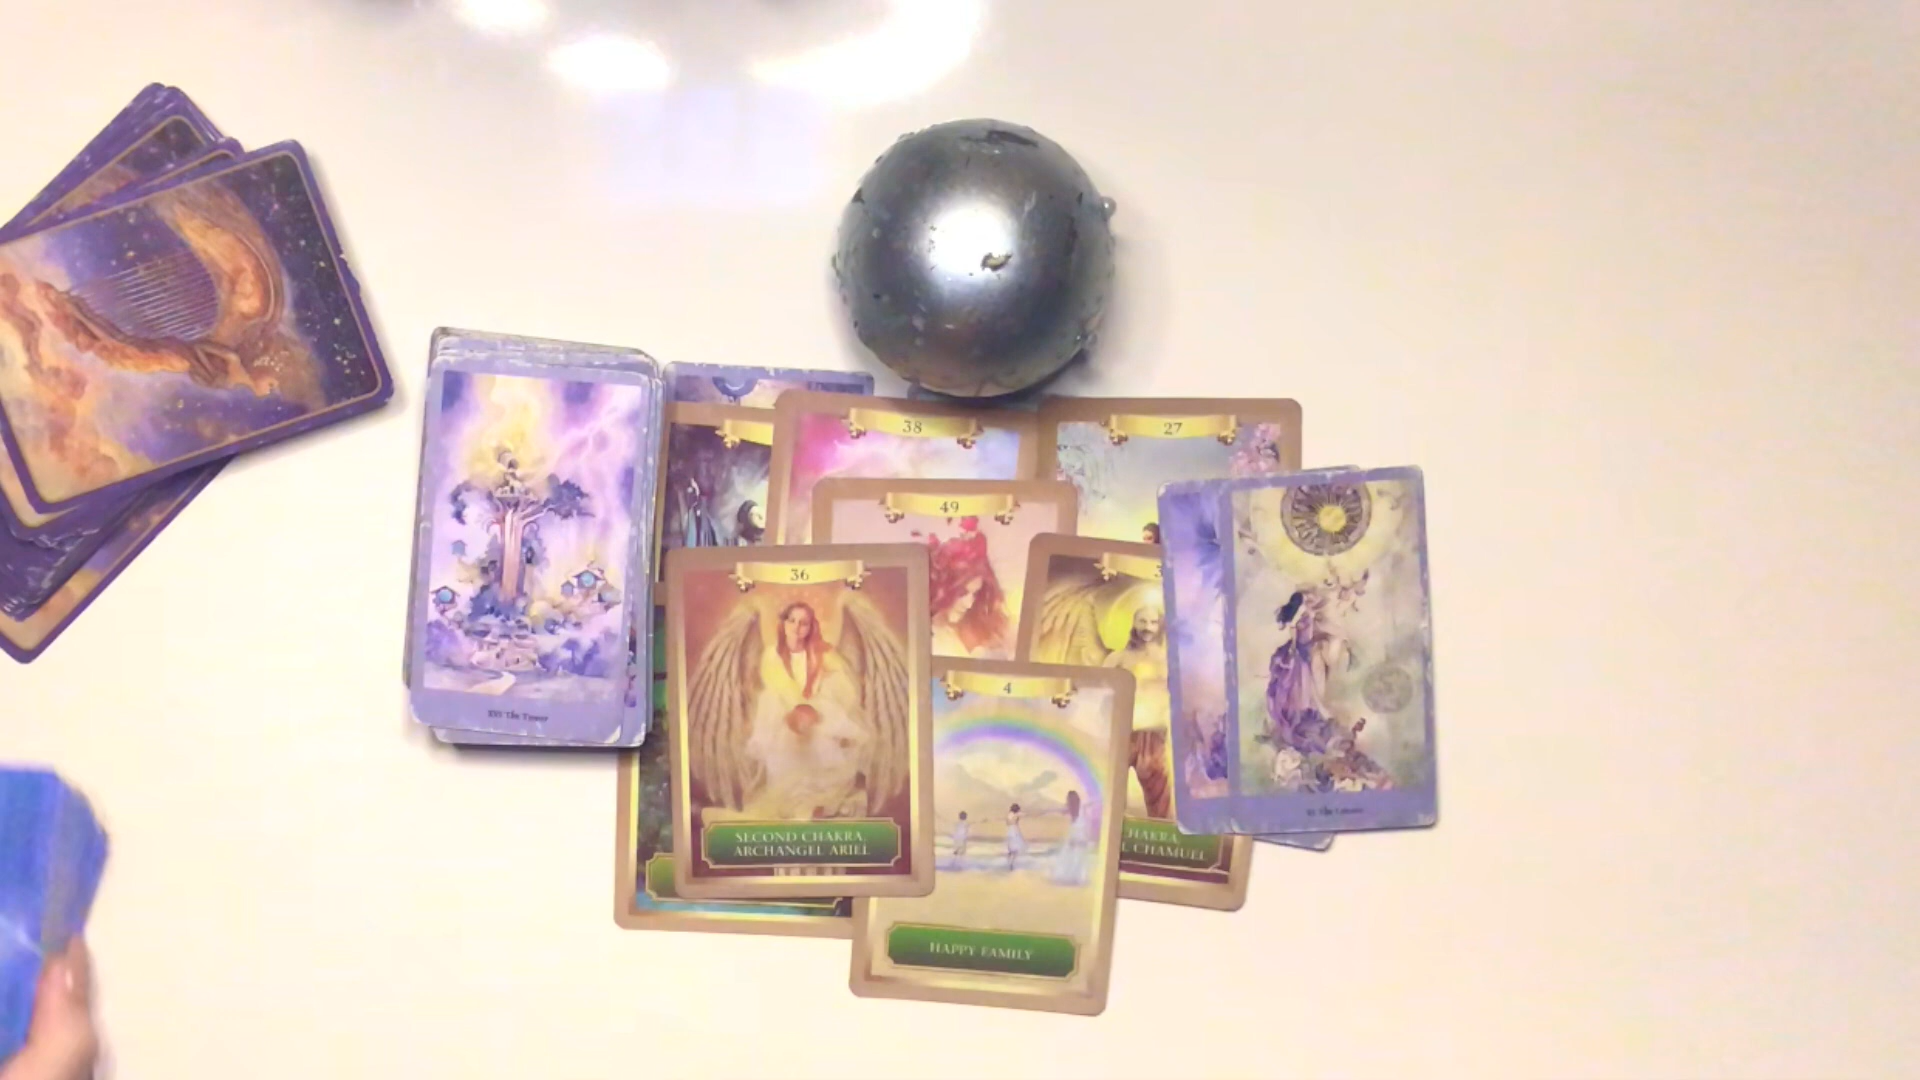 38
27
49
36
SECOND CHAKRA,
ARCHANGEL ARIEL
4
HAPPY FAMILY
CHAKRA,
L CHAMUEL
XVI The Tower